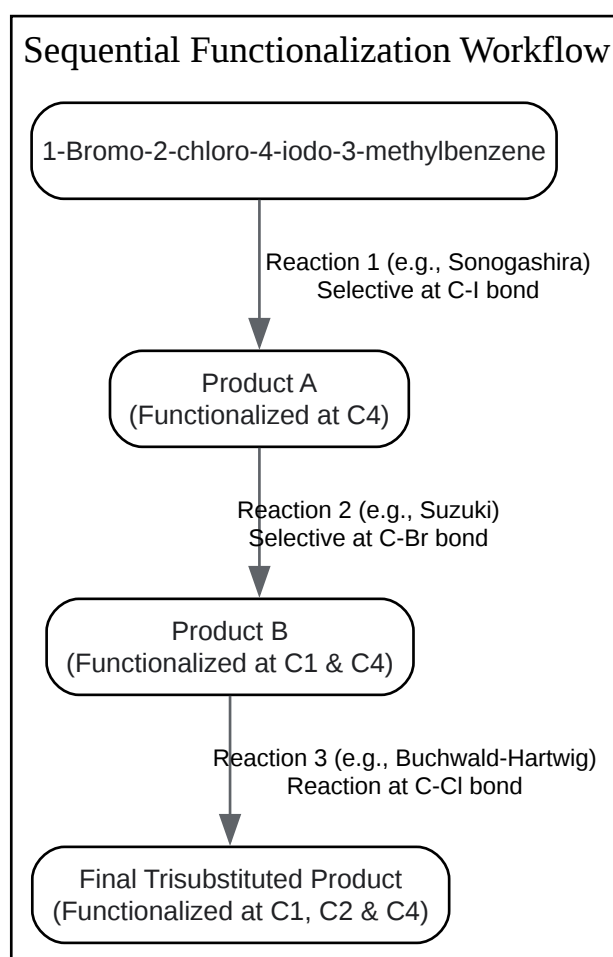 Sequential Functionalization Workflow
1-Bromo-2-chloro-4-iodo-3-methylbenzene
Reaction 1 (e.g., Sonogashira)
Selective at C-I bond
Product A
(Functionalized at C4)
Reaction 2 (e.g., Suzuki)
Selective at C-Br bond
Product B
(Functionalized at C1 & C4)
Reaction 3 (e.g., Buchwald-Hartwig)
Reaction at C-Cl bond
Final Trisubstituted Product
(Functionalized at C1, C2 & C4)